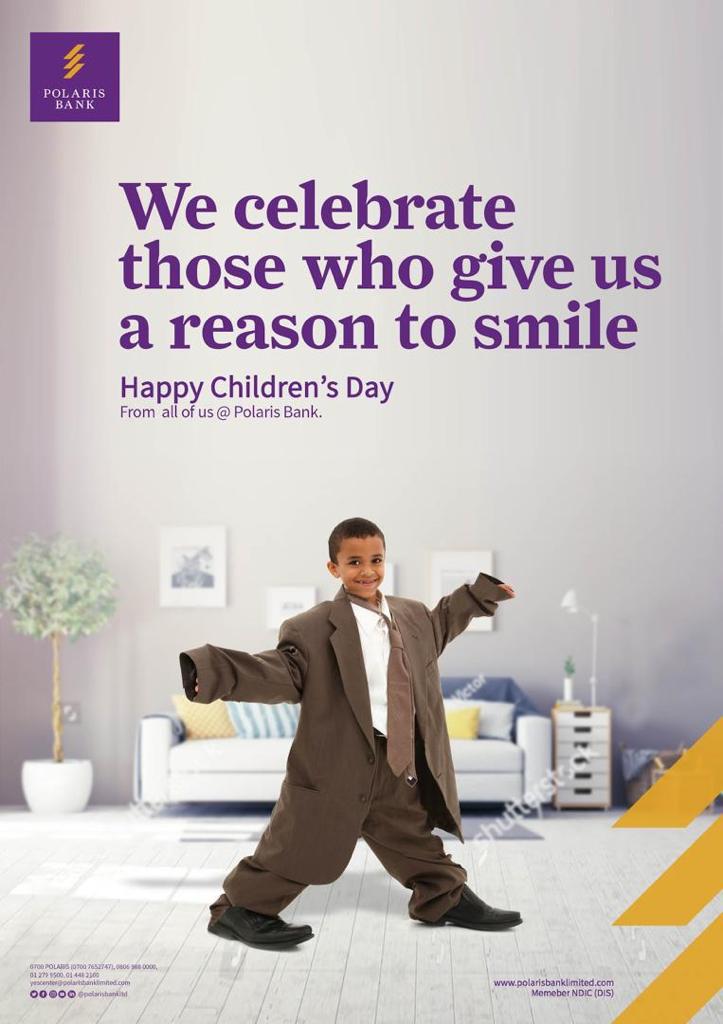 POLARIS
BANK
We celebrate
those who give us
a reason to smile
Happy Children's Day
From all of us @ Polaris Bank.
shutterstock
0700 POLARIS (0700 7652747), 0806 988 0000,
01 279 9500, 01 448 2100
yescenter@polarisbanklimited.com
@polarisbankltd
www.polarisbanklimited.com
Memeber NDIC (DIS)